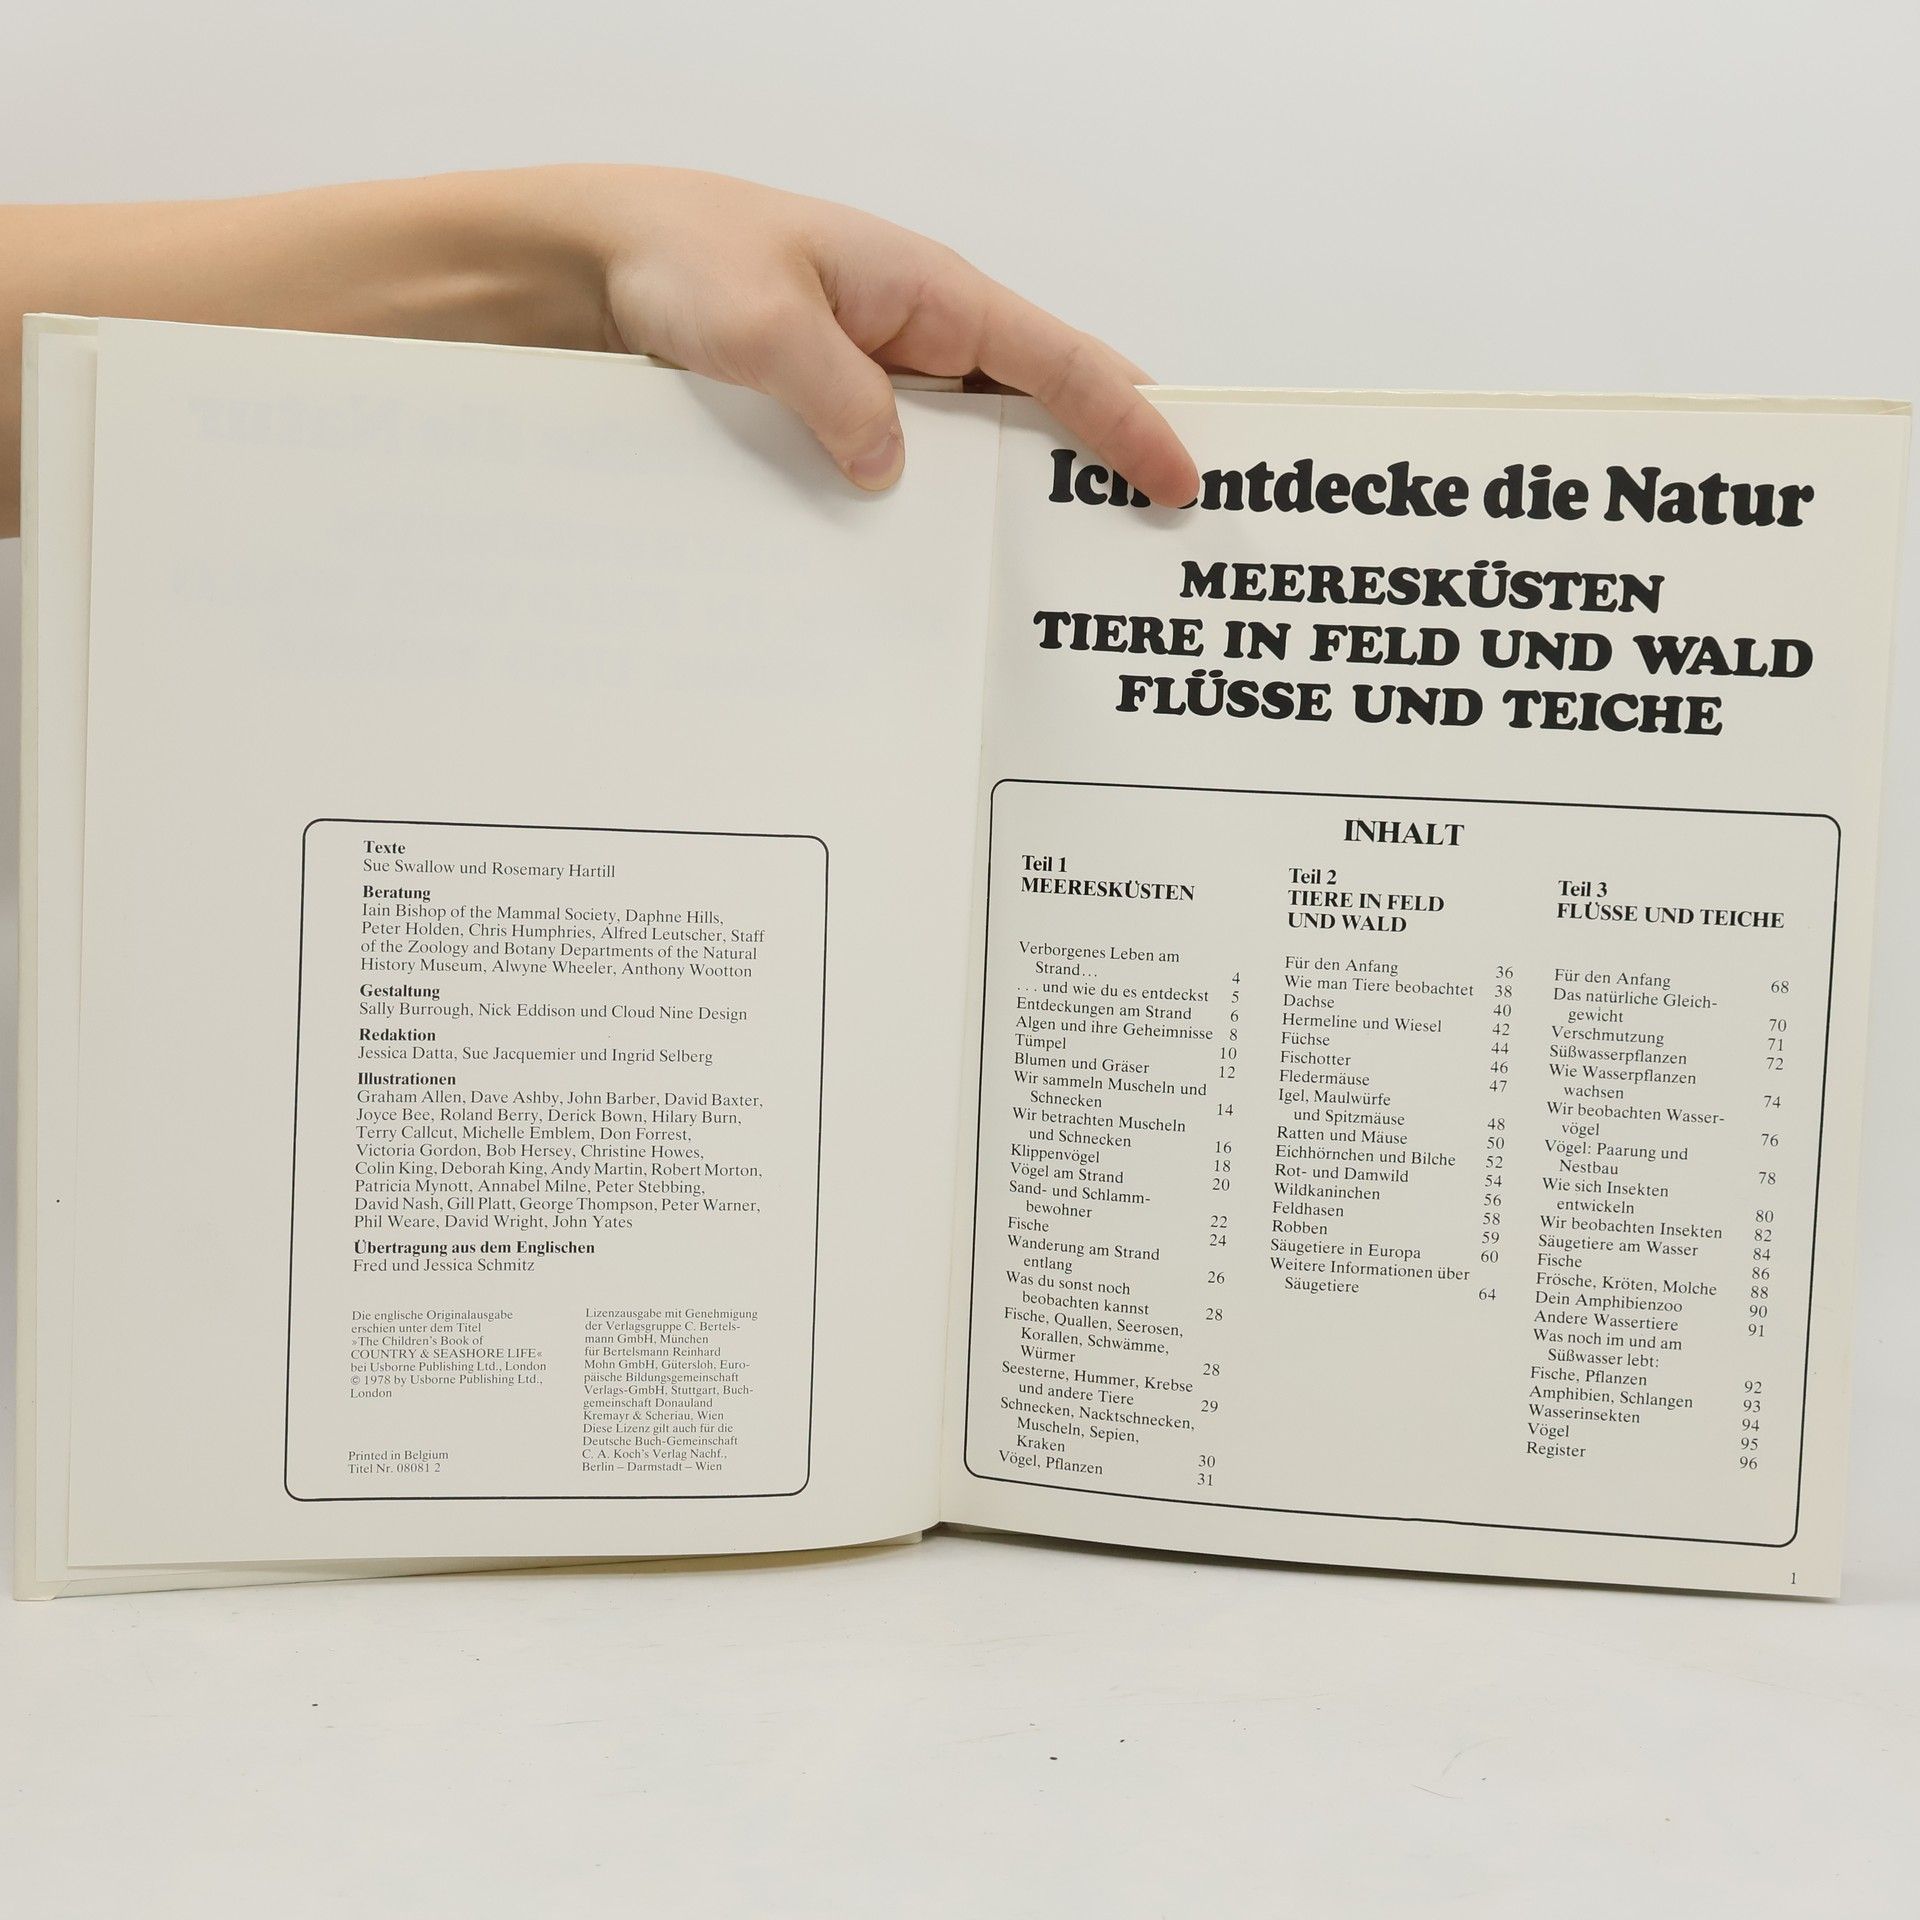 Texte
Sue Swallow und Rosemary Hartill
Beratung
Iain Bishop of the Mammal Society, Daphne Hills,
Peter Holden, Chris Humphries, Alfred Leutscher, Staff
of the Zoology and Botany Departments of the Natural
History Museum, Alwyne Wheeler, Anthony Wootton
Gestaltung
Sally Burrough, Nick Eddison und Cloud Nine Design
Redaktion
Jessica Datta, Sue Jacquemier und Ingrid Selberg
Illustrationen
Graham Allen, Dave Ashby, John Barber, David Baxter,
Joyce Bee, Roland Berry, Derick Bown, Hilary Burn,
Terry Callcut, Michelle Emblem, Don Forrest,
Victoria Gordon, Bob Hersey, Christine Howes,
Colin King, Deborah King, Andy Martin, Robert Morton,
Patricia Mynott, Annabel Milne, Peter Stebbing,
David Nash, Gill Platt, George Thompson, Peter Warner,
Phil Weare, David Wright, John Yates
Übertragung aus dem Englischen
Fred und Jessica Schmitz
Die englische Originalausgabe
erschien unter dem Titel
»The Children's Book of
COUNTRY & SEASHORE LIFE«
bei Usborne Publishing Ltd., London
© 1978 by Usborne Publishing Ltd.,
London
Printed in Belgium
Titel Nr. 08081 2
Lizenzausgabe mit Genehmigung
der Verlagsgruppe C. Bertels-
mann GmbH, München
für Bertelsmann Reinhard
Mohn GmbH, Gütersloh, Euro-
päische Bildungsgemeinschaft
Verlags-GmbH, Stuttgart, Buch-
gemeinschaft Donauland
Kremayr & Scheriau, Wien
Diese Lizenz gilt auch für die
Deutsche Buch-Gemeinschaft
C. A. Koch's Verlag Nachf.,
Berlin – Darmstadt – Wien
Ich entdecke die Natur
MEERESKÜSTEN
TIERE IN FELD UND WALD
FLÜSSE UND TEICHE
INHALT
Teil 1
MEERESKÜSTEN
Verborgenes Leben am
Strand... 4
. . . und wie du es entdeckst 5
Entdeckungen am Strand 6
Algen und ihre Geheimnisse 8
Tümpel 10
Blumen und Gräser 12
Wir sammeln Muscheln und
Schnecken 14
Wir betrachten Muscheln
und Schnecken 16
Klippenvögel 18
Vögel am Strand 20
Sand- und Schlamm-
bewohner 22
Fische 24
Wanderung am Strand
entlang 26
Was du sonst noch
beobachten kannst 28
Fische, Quallen, Seerosen,
Korallen, Schwämme,
Würmer 28
Seesterne, Hummer, Krebse
und andere Tiere 29
Schnecken, Nacktschnecken,
Muscheln, Sepien,
Kraken 30
Vögel, Pflanzen 31
Teil 2
TIERE IN FELD
UND WALD
Für den Anfang 36
Wie man Tiere beobachtet 38
Dachse 40
Hermeline und Wiesel 42
Füchse 44
Fischotter 46
Fledermäuse 47
Igel, Maulwürfe
und Spitzmäuse 48
Ratten und Mäuse 50
Eichhörnchen und Bilche 52
Rot- und Damwild 54
Wildkaninchen 56
Feldhasen 58
Robben 59
Säugetiere in Europa 60
Weitere Informationen über
Säugetiere 64
Teil 3
FLÜSSE UND TEICHE
Für den Anfang 68
Das natürliche Gleich-
gewicht 70
Verschmutzung 71
Süßwasserpflanzen 72
Wie Wasserpflanzen
wachsen 74
Wir beobachten Wasser-
vögel 76
Vögel: Paarung und
Nestbau 78
Wie sich Insekten
entwickeln 80
Wir beobachten Insekten 82
Säugetiere am Wasser 84
Fische 86
Frösche, Kröten, Molche 88
Dein Amphibienzoo 90
Andere Wassertiere 91
Was noch im und am
Süßwasser lebt:
Fische, Pflanzen 92
Amphibien, Schlangen 93
Wasserinsekten 94
Vögel 95
Register 96
1